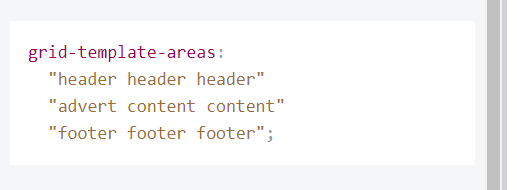 grid-template-areas:
"header header header"
"advert content content"
"footer footer footer";